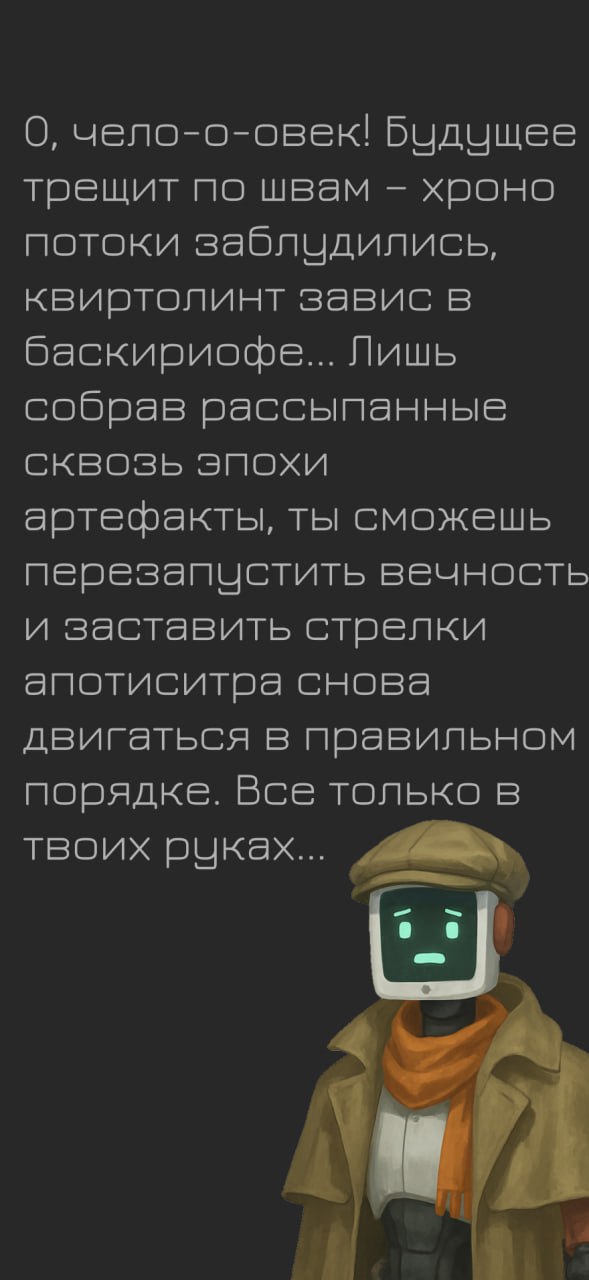 О, чело-о-овек! Будущее
трещит по швам – хроно
потоки заблудились,
квиртолинт завис в
баскириофе... Лишь
собрав рассыпанные
сквозь эпохи
артефакты, ты сможешь
перезапустить вечность
и заставить стрелки
апотиситра снова
двигаться в правильном
порядке. Все только в
твоих руках...